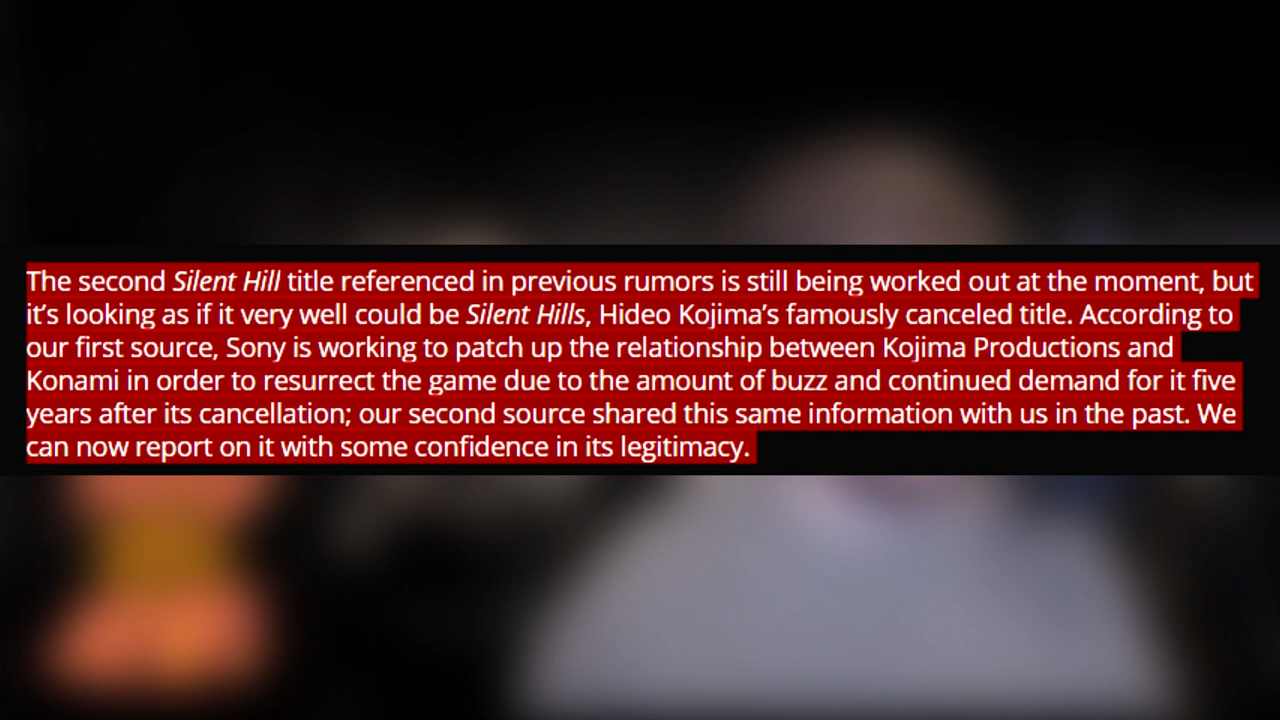 The second Silent Hill title referenced in previous rumors is still being worked out at the moment, but
it’s looking as if it very well could be Silent Hills, Hideo Kojima’s famously canceled title. According to
our first source, Sony is working to patch up the relationship between Kojima Productions and
Konami in order to resurrect the game due to the amount of buzz and continued demand for it five
years after its cancellation; our second source shared this same information with us in the past. We
can now report on it with some confidence in its legitimacy.